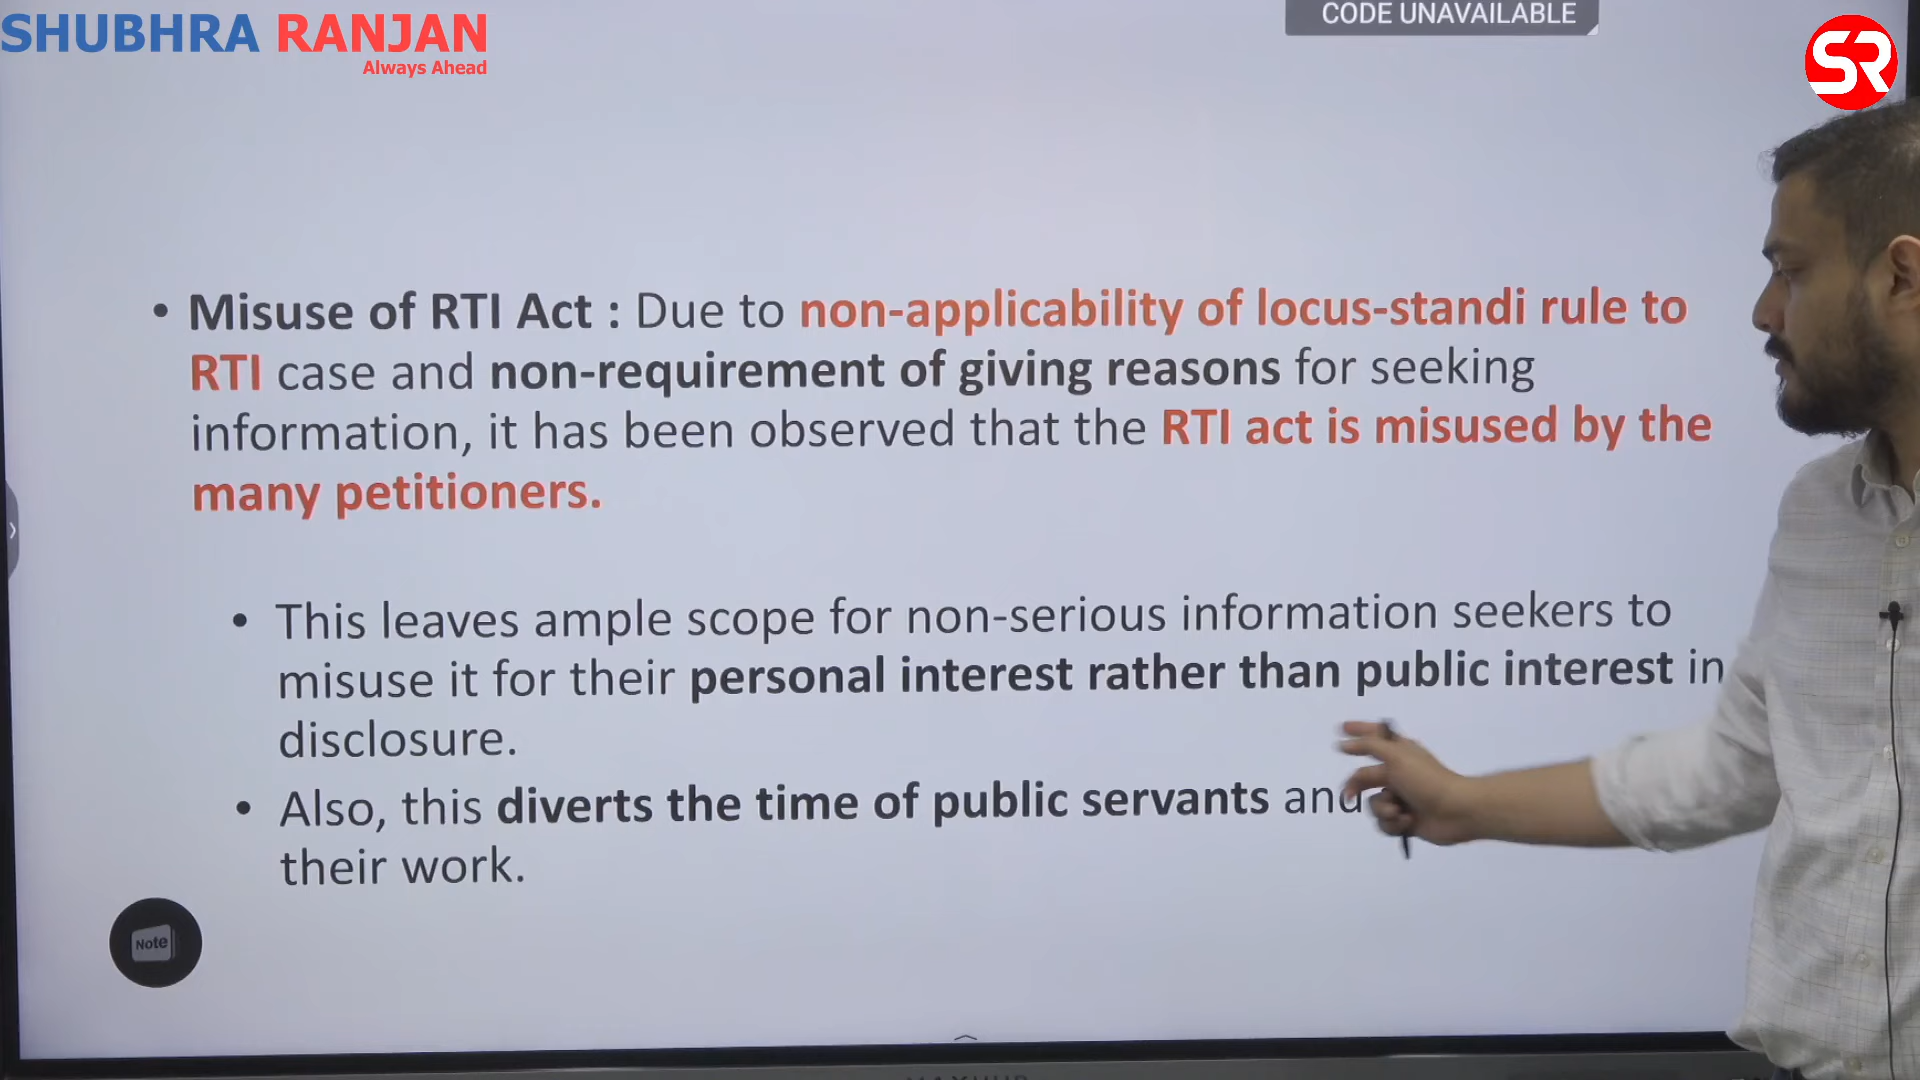 SHUBHRA RANJAN
Always Ahead
CODE UNAVAILABLE
SR
• Misuse of RTI Act : Due to non-applicability of locus-standi rule to
RTI case and non-requirement of giving reasons for seeking
information, it has been observed that the RTI act is misused by the
many petitioners.
• This leaves ample scope for non-serious information seekers to
misuse it for their personal interest rather than public interest in
disclosure.
• Also, this diverts the time of public servants and
their work.
Note